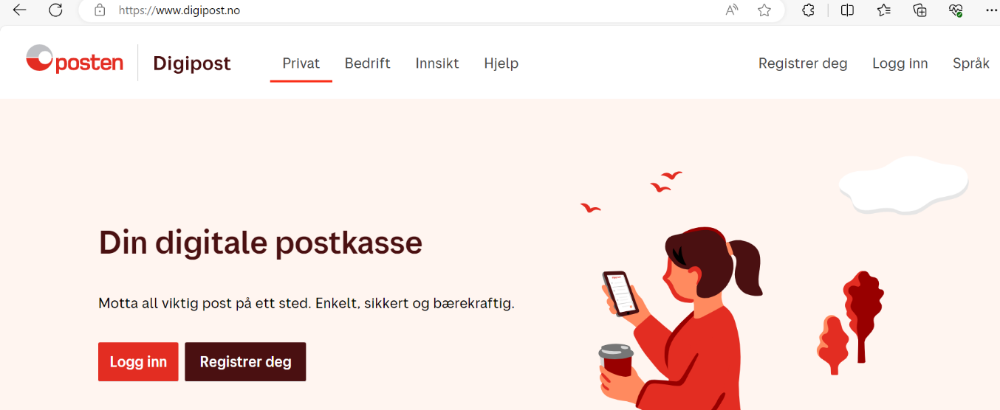 https://www.digipost.no
posten Digipost Privat Bedrift Innsikt Hjelp Registrer deg Logg inn Språk
Din digitale postkasse
Motta all viktig post på ett sted. Enkelt, sikkert og bærekraftig.
Logg inn Registrer deg